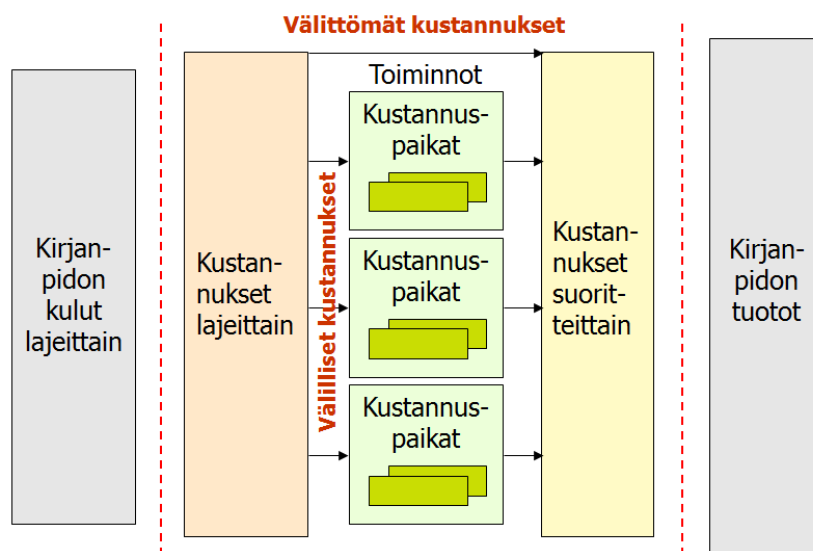 Välittömät kustannukset
Kirjan-
pidon
kulut
lajeittain
Kustan-
nukset
lajeittain
Välilliset kustannukset
Toiminnot
Kustannus-
paikat
Kustannus-
paikat
Kustannus-
paikat
Kustan-
nukset
suorit-
teittain
Kirjan-
pidon
tuotot